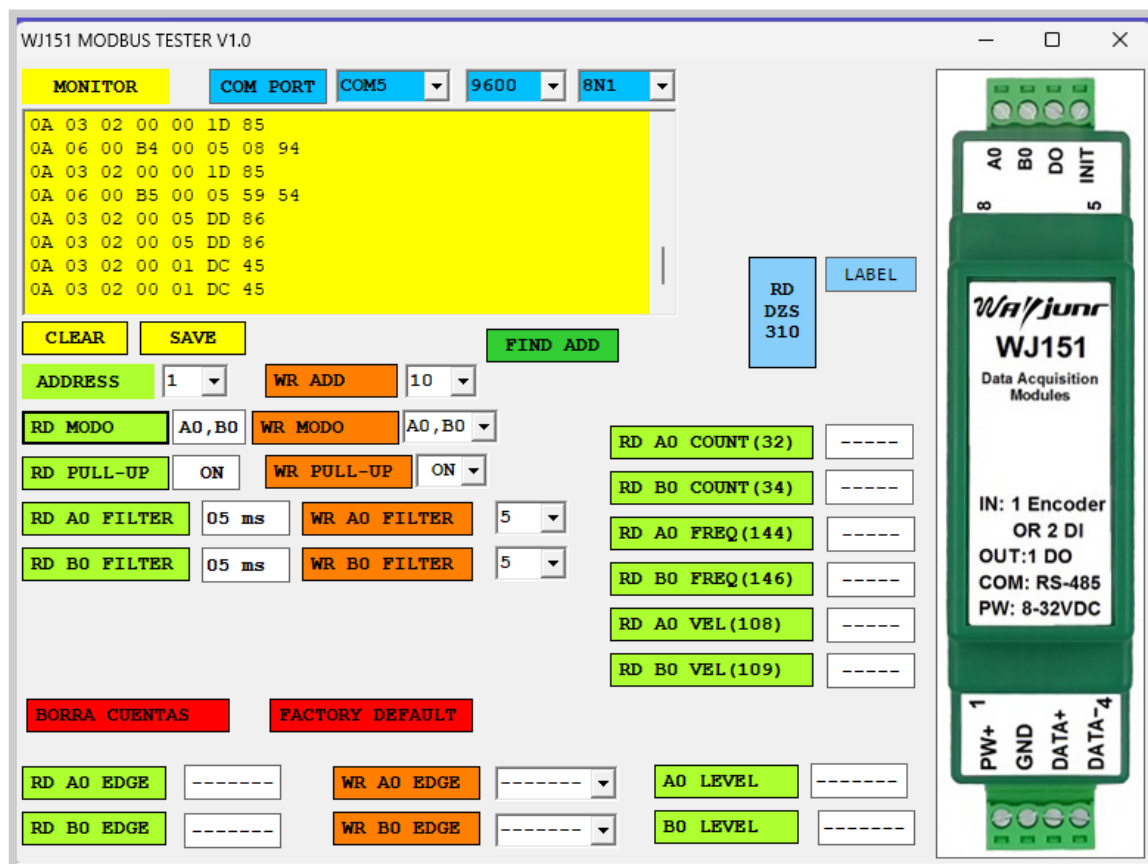 WJ151 MODBUS TESTER V1.0
MONITOR COM PORT COM5 9600 8N1
0A 03 02 00 00 1D 85
0A 06 00 B4 00 05 08 94
0A 03 02 00 00 1D 85
0A 06 00 B5 00 05 59 54
0A 03 02 00 05 DD 86
0A 03 02 00 05 DD 86
0A 03 02 00 01 DC 45
0A 03 02 00 01 DC 45
CLEAR SAVE
FIND ADD
RD
DZS
310
LABEL
ADDRESS 1 WR ADD 10
RD MODO A0,B0 WR MODO A0,B0
RD PULL-UP ON WR PULL-UP ON
RD A0 FILTER 05 ms WR A0 FILTER 5
RD B0 FILTER 05 ms WR B0 FILTER 5
RD A0 COUNT(32) -----
RD B0 COUNT(34) -----
RD A0 FREQ(144) -----
RD B0 FREQ(146) -----
RD A0 VEL(108) -----
RD B0 VEL(109) -----
BORRA CUENTAS FACTORY DEFAULT
RD A0 EDGE ------- WR A0 EDGE ------- A0 LEVEL -------
RD B0 EDGE ------- WR B0 EDGE ------- B0 LEVEL -------
A0
B0
DO
INIT
8 5
WAYjunr
WJ151
Data Acquisition
Modules
IN: 1 Encoder
OR 2 DI
OUT:1 DO
COM: RS-485
PW: 8-32VDC
1 4
PW+
GND
DATA+
DATA-